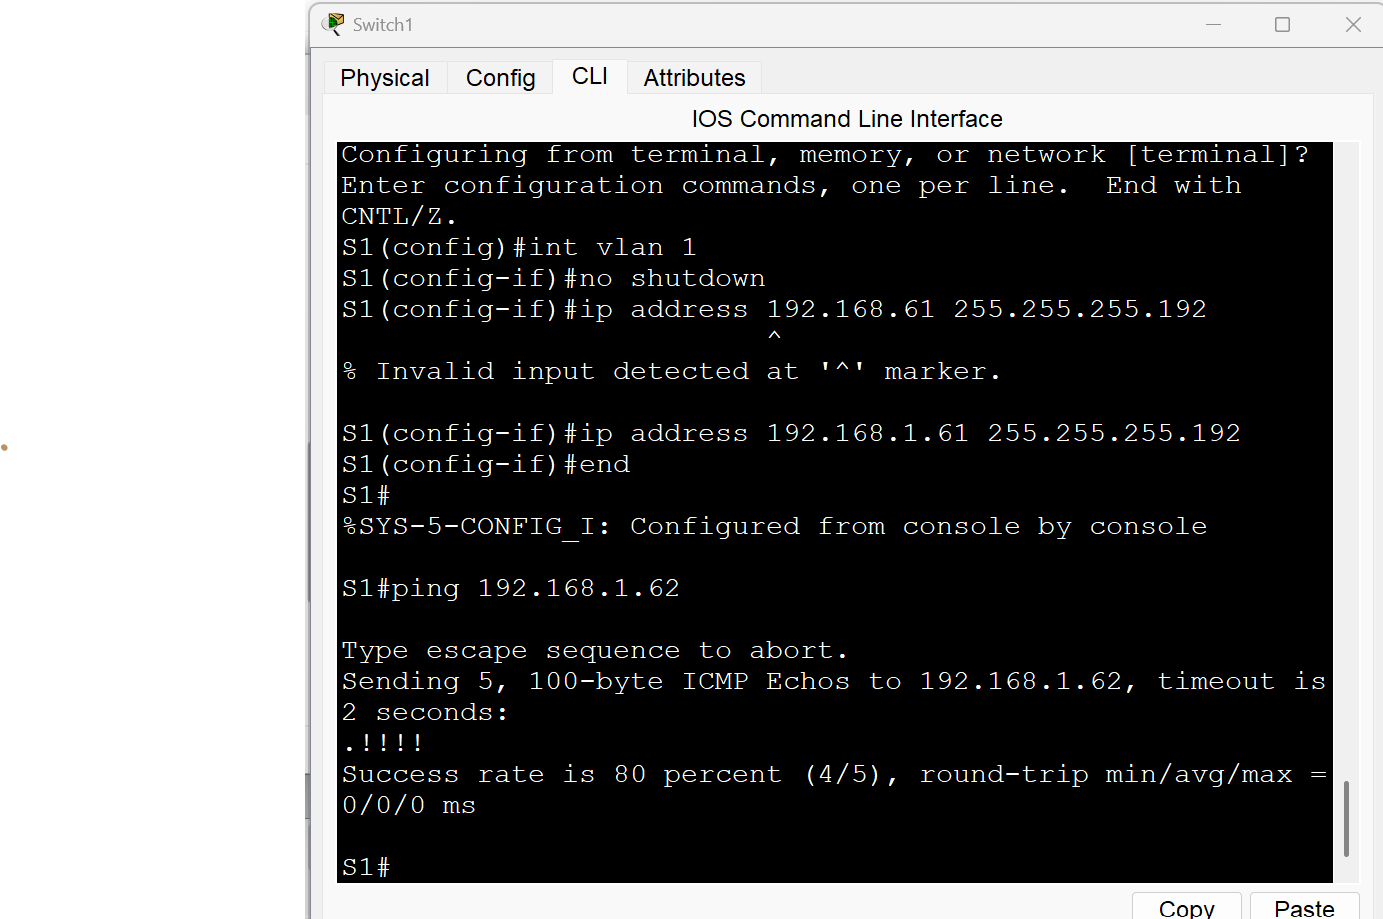 Switch1
Physical Config CLI Attributes
IOS Command Line Interface
Configuring from terminal, memory, or network [terminal]?
Enter configuration commands, one per line.  End with
CNTL/Z.
S1(config)#int vlan 1
S1(config-if)#no shutdown
S1(config-if)#ip address 192.168.61 255.255.255.192
^
% Invalid input detected at '^' marker.
S1(config-if)#ip address 192.168.1.61 255.255.255.192
S1(config-if)#end
S1#
%SYS-5-CONFIG_I: Configured from console by console
S1#ping 192.168.1.62
Type escape sequence to abort.
Sending 5, 100-byte ICMP Echos to 192.168.1.62, timeout is
2 seconds:
.!!!!
Success rate is 80 percent (4/5), round-trip min/avg/max =
0/0/0 ms
S1#
Copy Paste